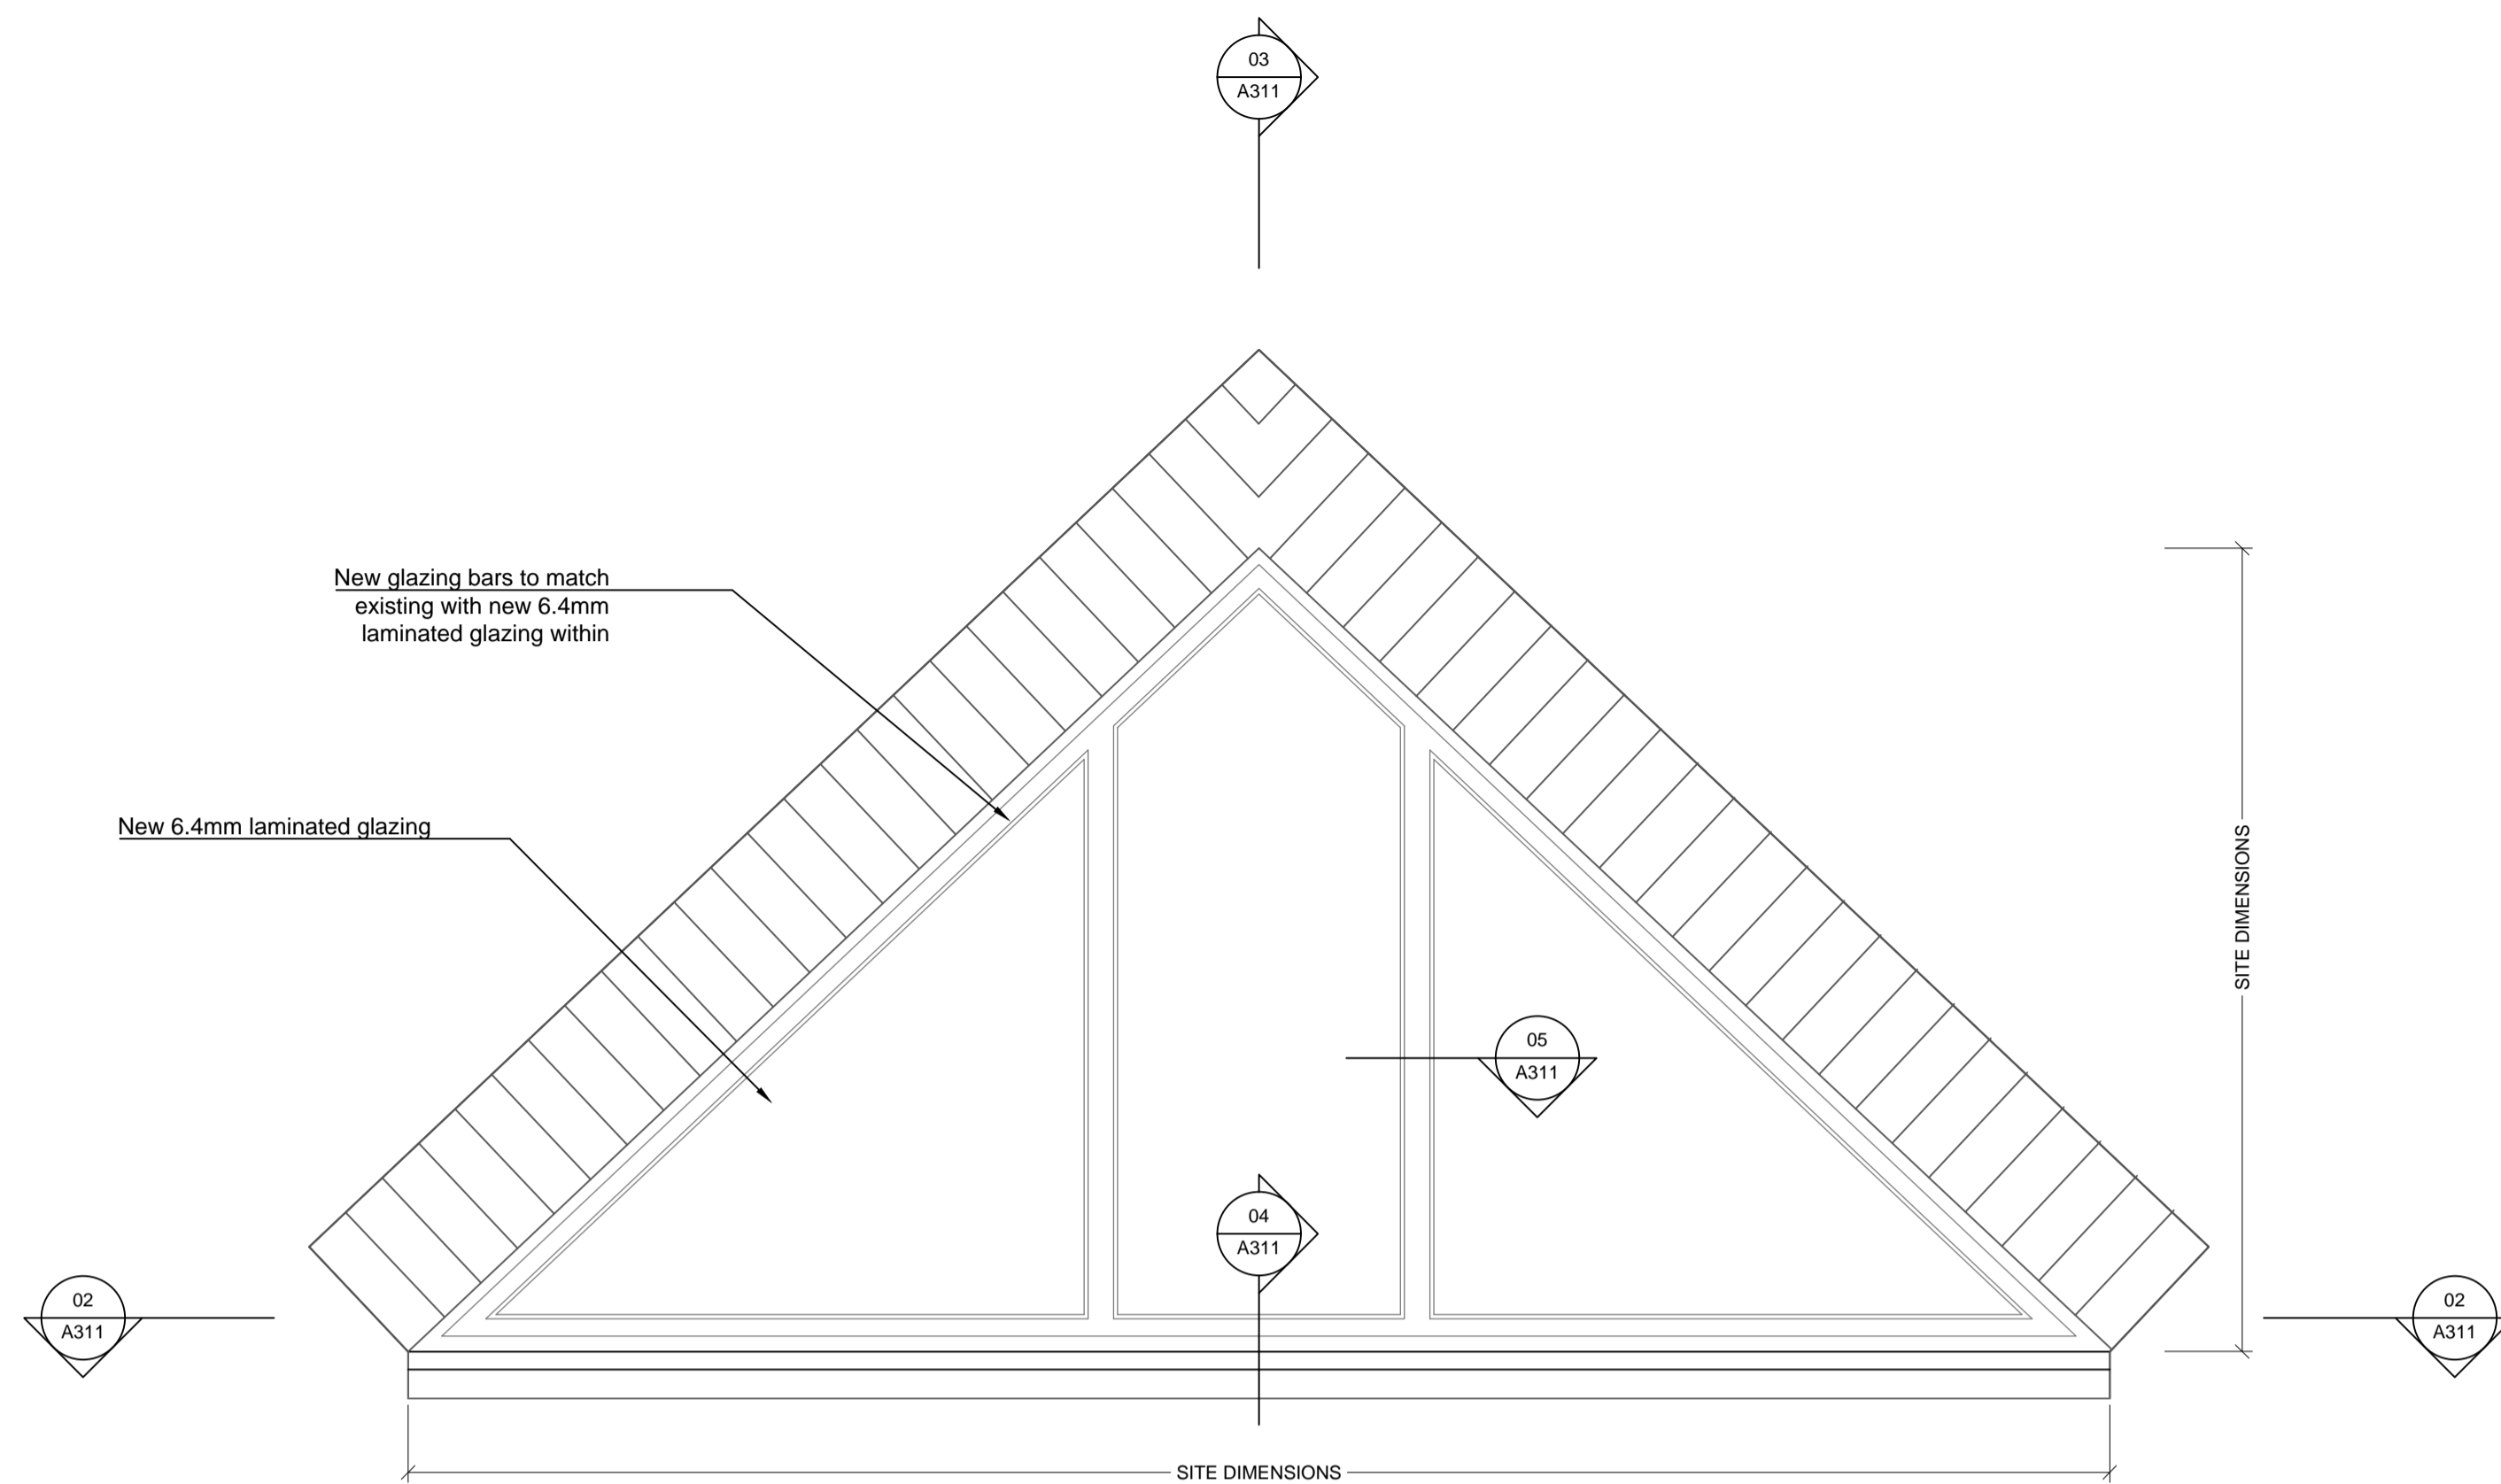 03
A311
New glazing bars to match
existing with new 6.4mm
laminated glazing within
New 6.4mm laminated glazing
SITE DIMENSIONS
05
A311
04
A311
02
A311
02
A311
SITE DIMENSIONS